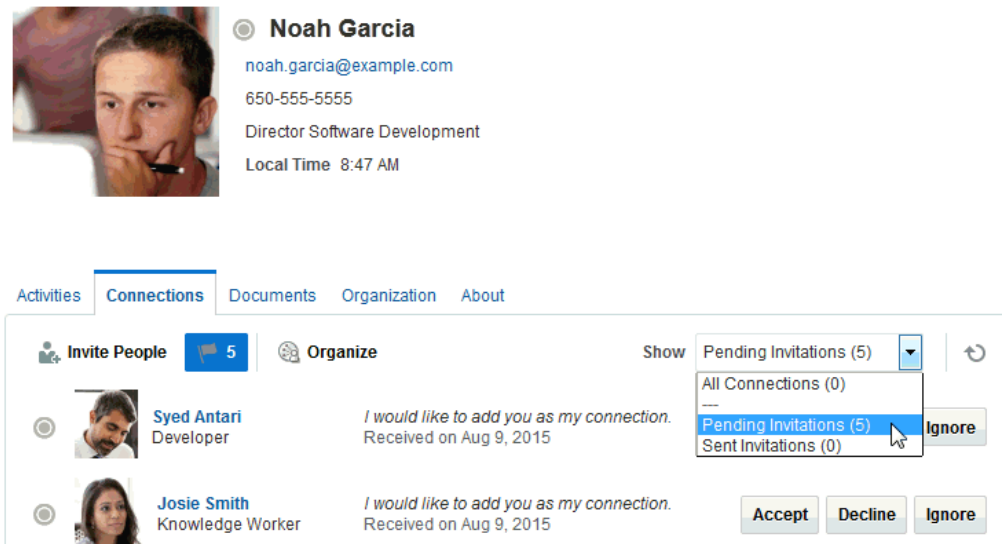 Noah Garcia
noah.garcia@example.com
650-555-5555
Director Software Development
Local Time 8:47 AM
Activities Connections Documents Organization About
Invite People 5 Organize Show Pending Invitations (5)
All Connections (0)
---
Pending Invitations (5)
Sent Invitations (0)
Syed Antari I would like to add you as my connection. Ignore
Developer Received on Aug 9, 2015
Josie Smith I would like to add you as my connection. Accept Decline Ignore
Knowledge Worker Received on Aug 9, 2015